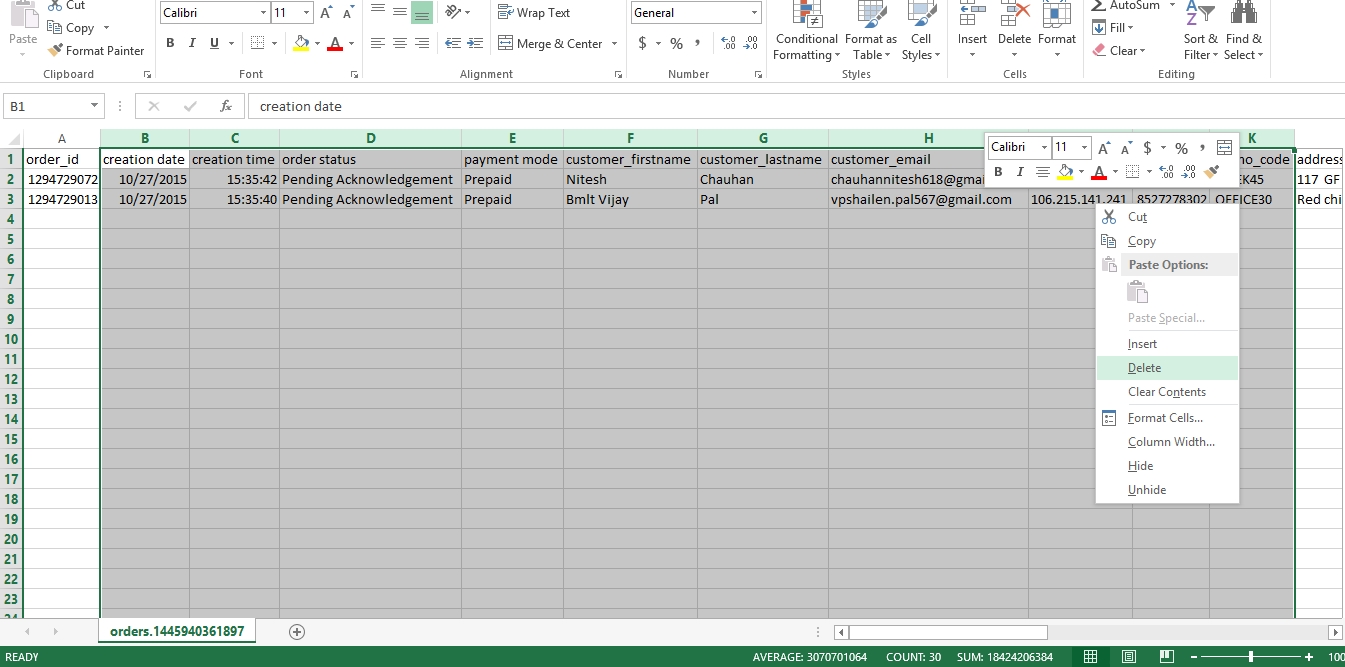 Cut
Copy
Paste
Format Painter
Clipboard
Calibri 11 A A
B I U A
Font
Wrap Text
Merge & Center
Alignment
General
$ % , .00 .0
Number
Conditional Formatting
Format as Table
Cell Styles
Styles
Insert Delete Format
Cells
AutoSum
Fill
Clear
Sort & Filter
Find & Select
Editing
B1 fx creation date
A B C D E F G H K
1 order_id creation date creation time order status payment mode customer_firstname customer_lastname customer_email no_code address
2 1294729072 10/27/2015 15:35:42 Pending Acknowledgement Prepaid Nitesh Chauhan chauhannitesh618@gmai EK45 117 GF
3 1294729013 10/27/2015 15:35:40 Pending Acknowledgement Prepaid Bmlt Vijay Pal vpshailen.pal567@gmail.com 106.215.141.241 8527278302 OFFICE30 Red chi
4
5
6
7
8
9
10
11
12
13
14
15
16
17
18
19
20
21
22
23
24
Calibri 11 A A $ % ,
B I A .00 .0
Cut
Copy
Paste Options:
Paste Special...
Insert
Delete
Clear Contents
Format Cells...
Column Width...
Hide
Unhide
orders.1445940361897
READY AVERAGE: 3070701064 COUNT: 30 SUM: 18424206384 100